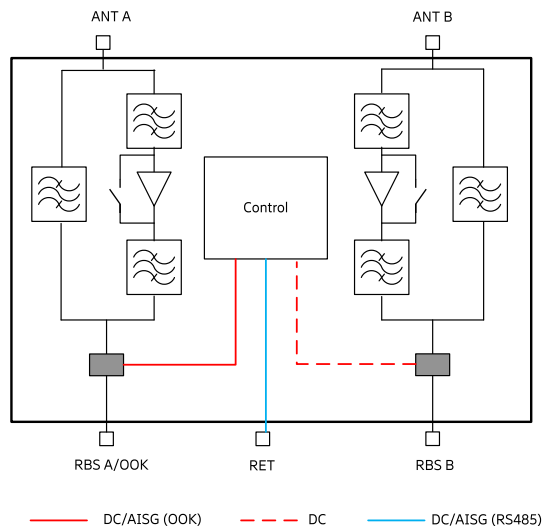 ANT A
ANT B
Control
RBS A/OOK
RET
RBS B
DC/AISG (OOK)
DC
DC/AISG (RS485)